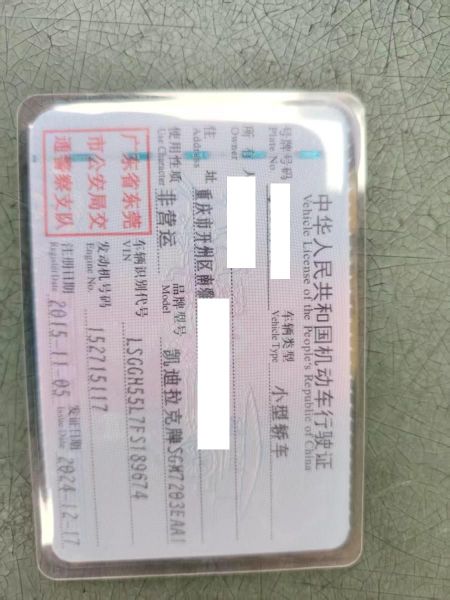 中华人民共和国机动车行驶证
Vehicle License of the People's Republic of China
号牌号码
Plate No.
车辆类型 小型轿车
Vehicle Type
所有人
Owner
住址 重庆市开州区南雅
Address
使用性质 非营运
Use Character
品牌型号 凯迪拉克牌SGM7203EAA1
Model
广东省东莞
市公安局交
通警察支队
车辆识别代号 LSGGH55L7FS189674
VIN
发动机号码 152715117
Engine No.
注册日期 2015-11-05
Registration
发证日期 2024-12-17
Issue Date